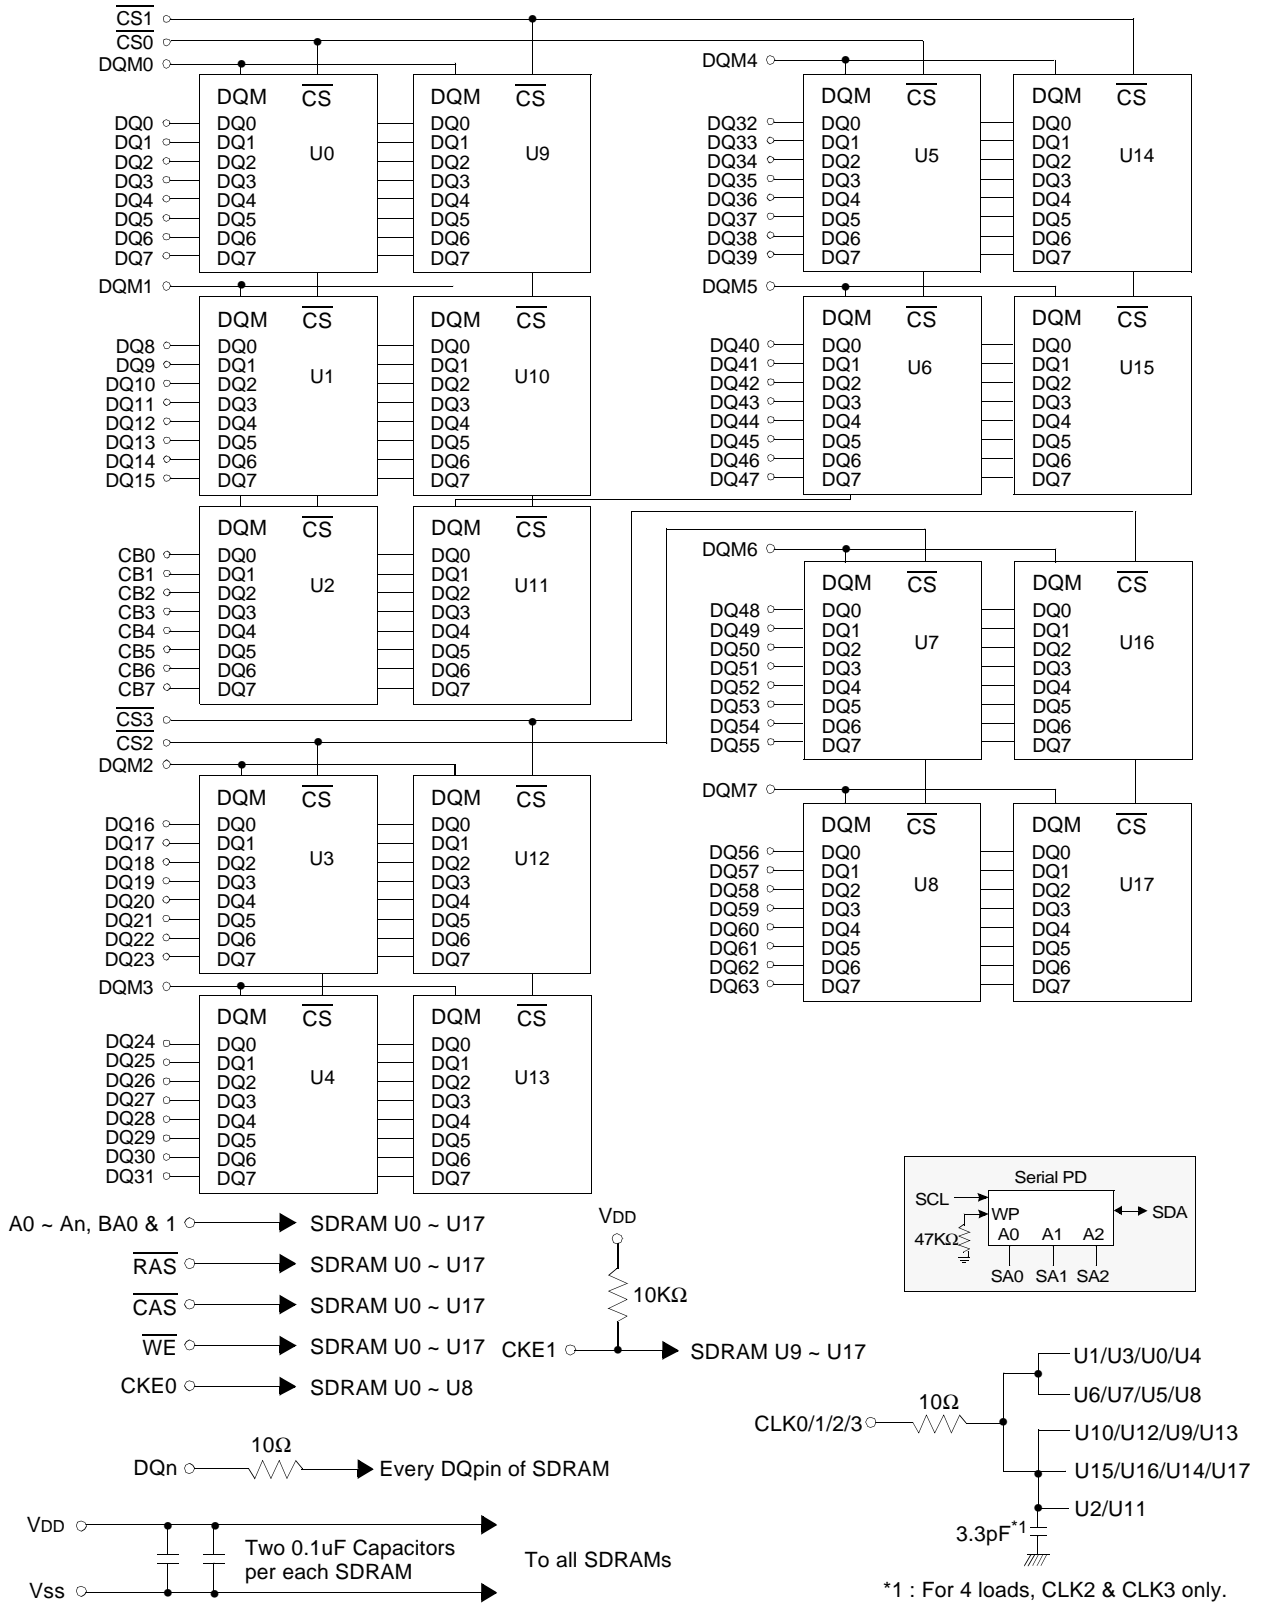 CS1
CS0
DQM0
DQM CS
DQ0 DQ0
DQ1 DQ1
DQ2 DQ2
DQ3 DQ3
DQ4 DQ4
DQ5 DQ5
DQ6 DQ6
DQ7 DQ7
U0
DQM CS
DQ0
DQ1
DQ2
DQ3
DQ4
DQ5
DQ6
DQ7
U9
DQM1
DQM CS
DQ8 DQ0
DQ9 DQ1
DQ10 DQ2
DQ11 DQ3
DQ12 DQ4
DQ13 DQ5
DQ14 DQ6
DQ15 DQ7
U1
DQM CS
DQ0
DQ1
DQ2
DQ3
DQ4
DQ5
DQ6
DQ7
U10
DQM CS
CB0 DQ0
CB1 DQ1
CB2 DQ2
CB3 DQ3
CB4 DQ4
CB5 DQ5
CB6 DQ6
CB7 DQ7
U2
DQM CS
DQ0
DQ1
DQ2
DQ3
DQ4
DQ5
DQ6
DQ7
U11
CS3
CS2
DQM2
DQM CS
DQ16 DQ0
DQ17 DQ1
DQ18 DQ2
DQ19 DQ3
DQ20 DQ4
DQ21 DQ5
DQ22 DQ6
DQ23 DQ7
U3
DQM CS
DQ0
DQ1
DQ2
DQ3
DQ4
DQ5
DQ6
DQ7
U12
DQM3
DQM CS
DQ24 DQ0
DQ25 DQ1
DQ26 DQ2
DQ27 DQ3
DQ28 DQ4
DQ29 DQ5
DQ30 DQ6
DQ31 DQ7
U4
DQM CS
DQ0
DQ1
DQ2
DQ3
DQ4
DQ5
DQ6
DQ7
U13
DQM4
DQM CS
DQ32 DQ0
DQ33 DQ1
DQ34 DQ2
DQ35 DQ3
DQ36 DQ4
DQ37 DQ5
DQ38 DQ6
DQ39 DQ7
U5
DQM CS
DQ0
DQ1
DQ2
DQ3
DQ4
DQ5
DQ6
DQ7
U14
DQM5
DQM CS
DQ40 DQ0
DQ41 DQ1
DQ42 DQ2
DQ43 DQ3
DQ44 DQ4
DQ45 DQ5
DQ46 DQ6
DQ47 DQ7
U6
DQM CS
DQ0
DQ1
DQ2
DQ3
DQ4
DQ5
DQ6
DQ7
U15
DQM6
DQM CS
DQ48 DQ0
DQ49 DQ1
DQ50 DQ2
DQ51 DQ3
DQ52 DQ4
DQ53 DQ5
DQ54 DQ6
DQ55 DQ7
U7
DQM CS
DQ0
DQ1
DQ2
DQ3
DQ4
DQ5
DQ6
DQ7
U16
DQM7
DQM CS
DQ56 DQ0
DQ57 DQ1
DQ58 DQ2
DQ59 DQ3
DQ60 DQ4
DQ61 DQ5
DQ62 DQ6
DQ63 DQ7
U8
DQM CS
DQ0
DQ1
DQ2
DQ3
DQ4
DQ5
DQ6
DQ7
U17
A0 ~ An, BA0 & 1 SDRAM U0 ~ U17
RAS SDRAM U0 ~ U17
CAS SDRAM U0 ~ U17
WE SDRAM U0 ~ U17
CKE0 SDRAM U0 ~ U8
VDD
10KΩ
CKE1 SDRAM U9 ~ U17
Serial PD
SCL
WP
SDA
47KΩ
A0 A1 A2
SA0 SA1 SA2
DQn 10Ω Every DQpin of SDRAM
CLK0/1/2/3 10Ω
U1/U3/U0/U4
U6/U7/U5/U8
U10/U12/U9/U13
U15/U16/U14/U17
U2/U11
3.3pF*1
*1 : For 4 loads, CLK2 & CLK3 only.
VDD
Two 0.1uF Capacitors
per each SDRAM
To all SDRAMs
Vss